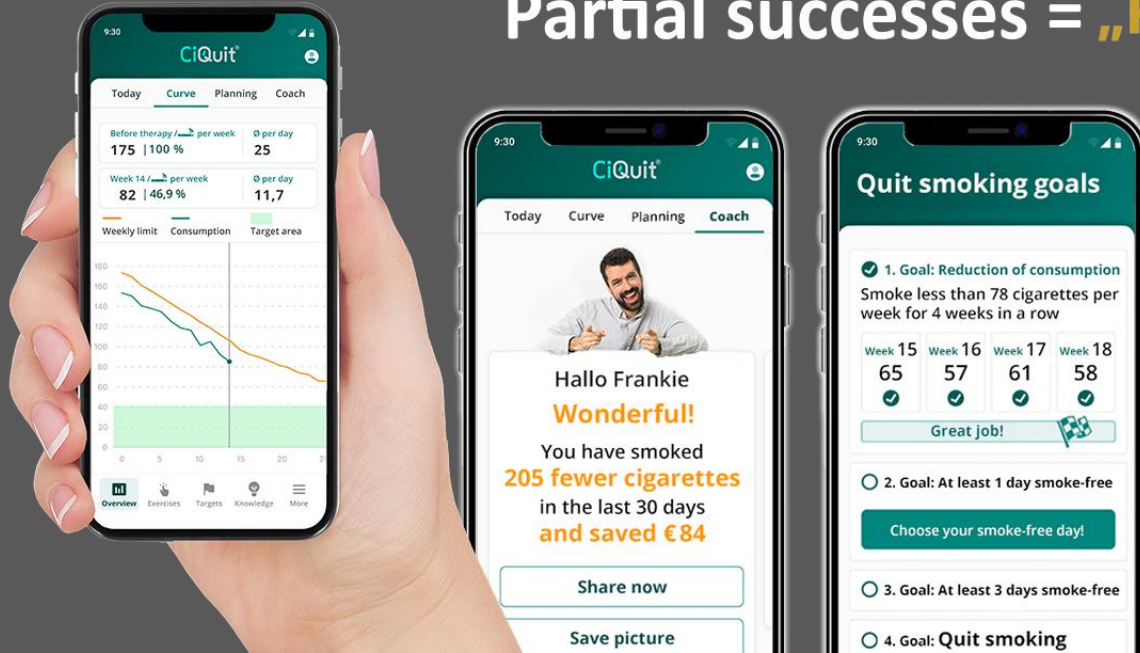 Partial successes = „
9:30
CiQuit®
Today Curve Planning Coach
Before therapy / per week Ø per day
175 | 100 % 25
Week 14 / per week Ø per day
82 | 46,9 % 11,7
Weekly limit Consumption Target area
180
160
140
120
100
80
60
40
20
0
0 5 10 15 20 25
Overview Exercises Targets Knowledge More
9:30
CiQuit®
Today Curve Planning Coach
Hallo Frankie
Wonderful!
You have smoked
205 fewer cigarettes
in the last 30 days
and saved € 84
Share now
Save picture
9:30
Quit smoking goals
1. Goal: Reduction of consumption
Smoke less than 78 cigarettes per
week for 4 weeks in a row
Week 15 Week 16 Week 17 Week 18
65 57 61 58
Great job!
2. Goal: At least 1 day smoke-free
Choose your smoke-free day!
3. Goal: At least 3 days smoke-free
4. Goal: Quit smoking